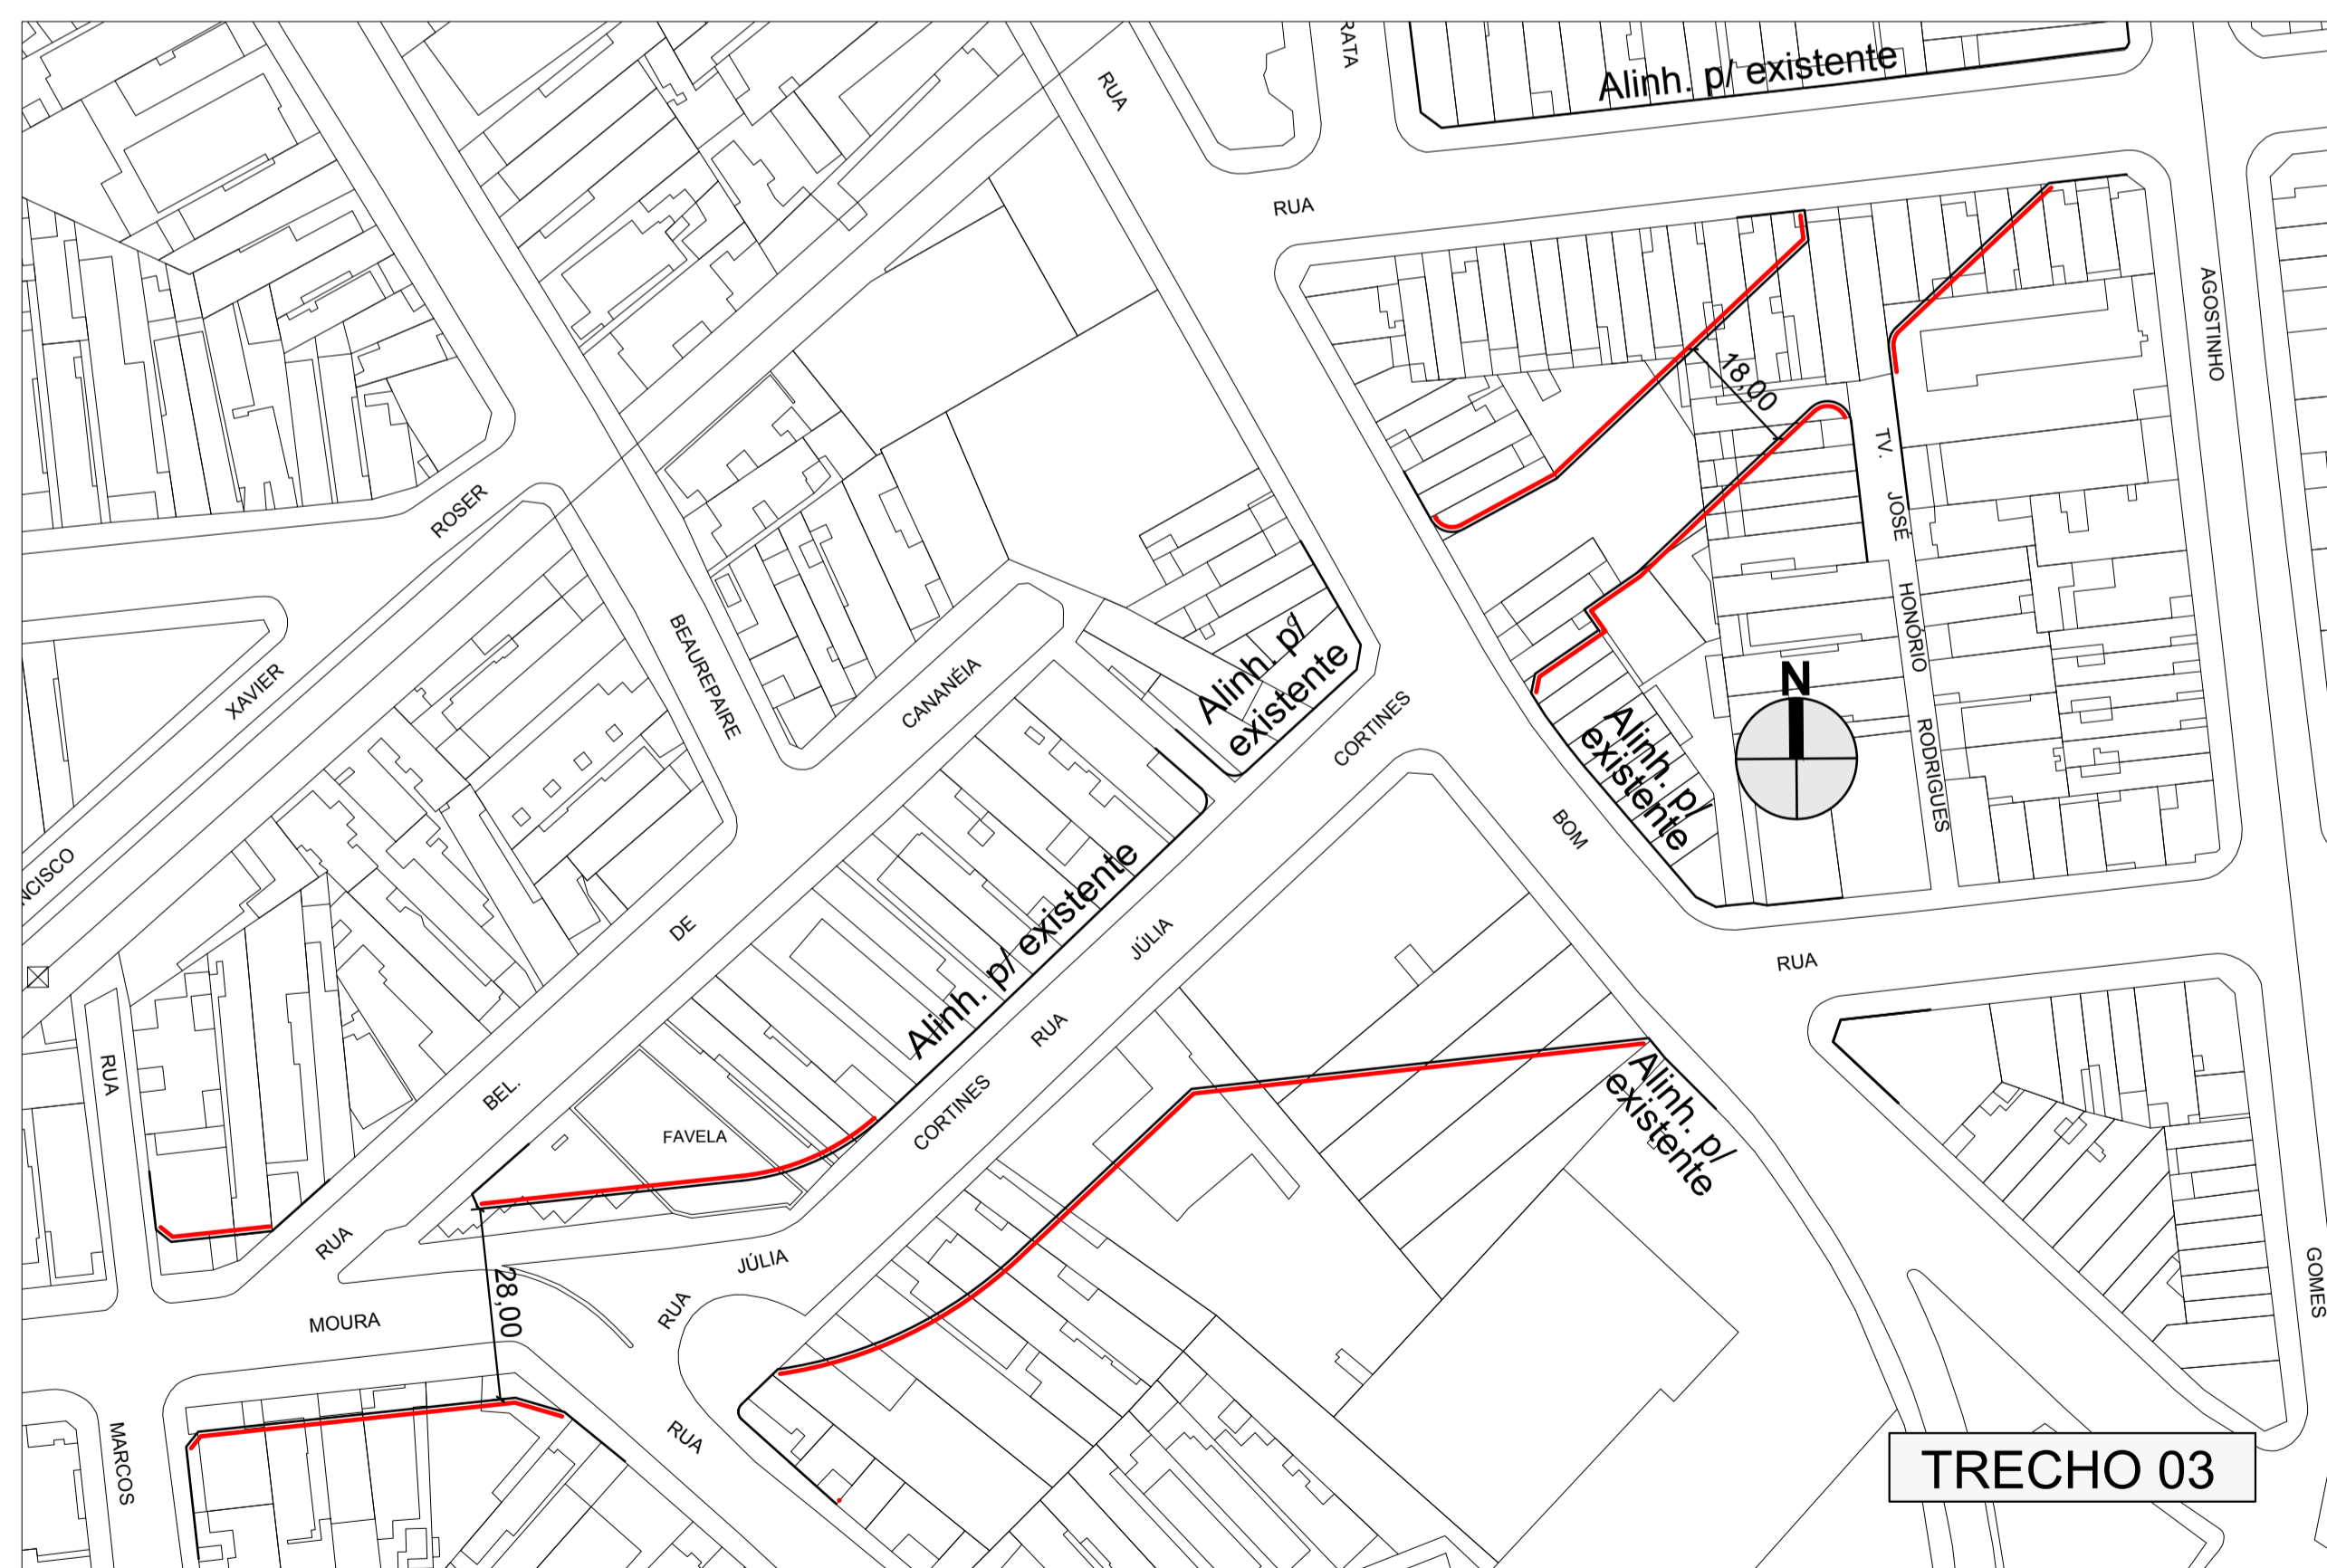 RATA
RUA
Alinh. p/ existente
RUA
AGOSTINHO
18,00
TV.
JOSÉ
HONÓRIO
RODRIGUES
ROSER
XAVIER
NCISCO
BEAUREPAIRE
CANANÉIA
DE
BEL.
RUA
Alinh. p/
existente
CORTINES
JÚLIA
RUA
CORTINES
Alinh. p/ existente
Alinh. p/
existente
N
BOM
RUA
RUA
FAVELA
Alinh. p/
existente
JÚLIA
RUA
28,00
MOURA
RUA
MARCOS
GOMES
TRECHO 03